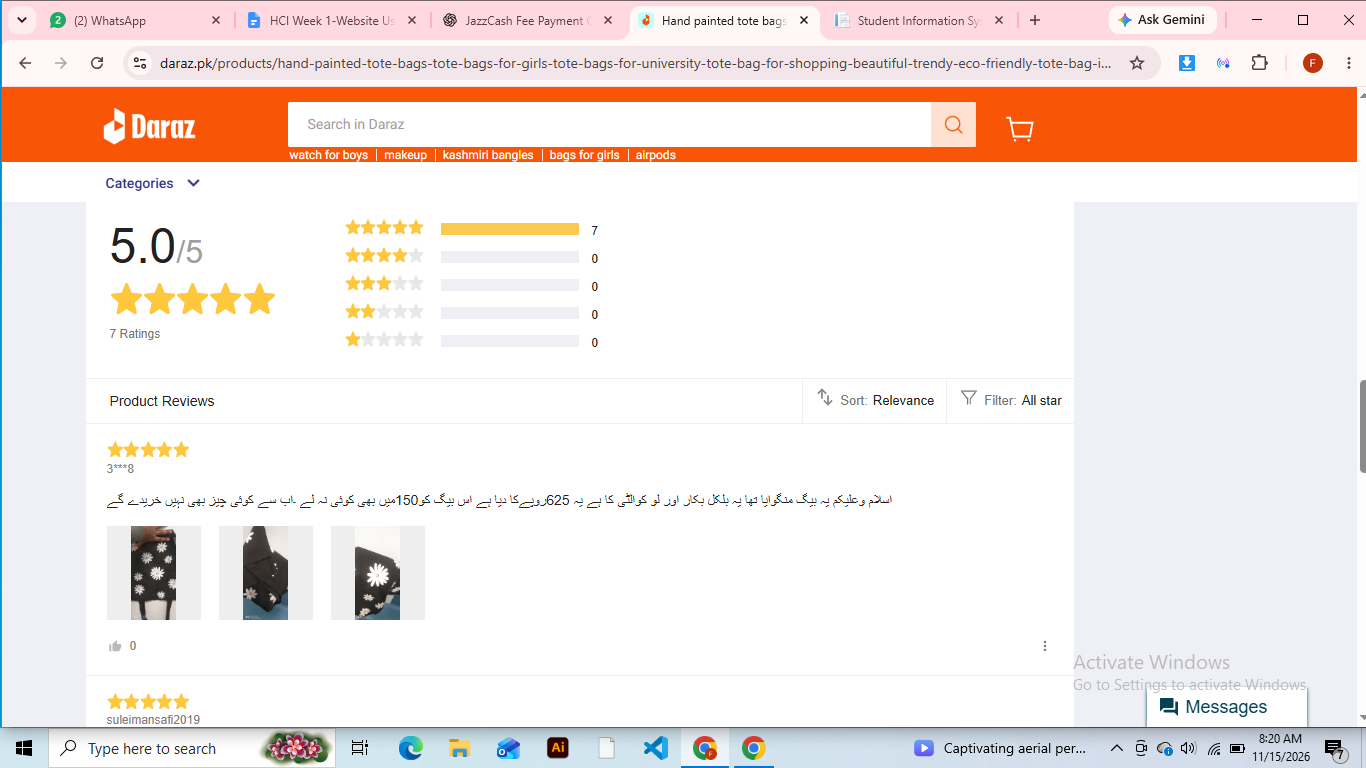 (2) WhatsApp
HCI Week 1-Website Us
JazzCash Fee Payment
Hand painted tote bags
Student Information Sy
Ask Gemini
daraz.pk/products/hand-painted-tote-bags-tote-bags-for-girls-tote-bags-for-university-tote-bag-for-shopping-beautiful-trendy-eco-friendly-tote-bag-i...
F
Daraz
Search in Daraz
watch for boys
makeup
kashmiri bangles
bags for girls
airpods
Categories
5.0/5
7 Ratings
7
0
0
0
0
Product Reviews
Sort: Relevance
Filter: All star
3***8
اسلام وعلیکم یہ بیگ منگوایا تھا یہ بلکل بکار اور لو کوالٹی کا ہے یہ 625روپےکا دیا ہے اس بیگ کو150میں بھی کوئی نہ لے ۔اب سے کوئی چیز بھی نہیں خریدے گے
0
suleimansafi2019
Activate Windows
Go to Settings to activate Windows.
Messages
Type here to search
Ai
F
Captivating aerial per...
8:20 AM
11/15/2026
7